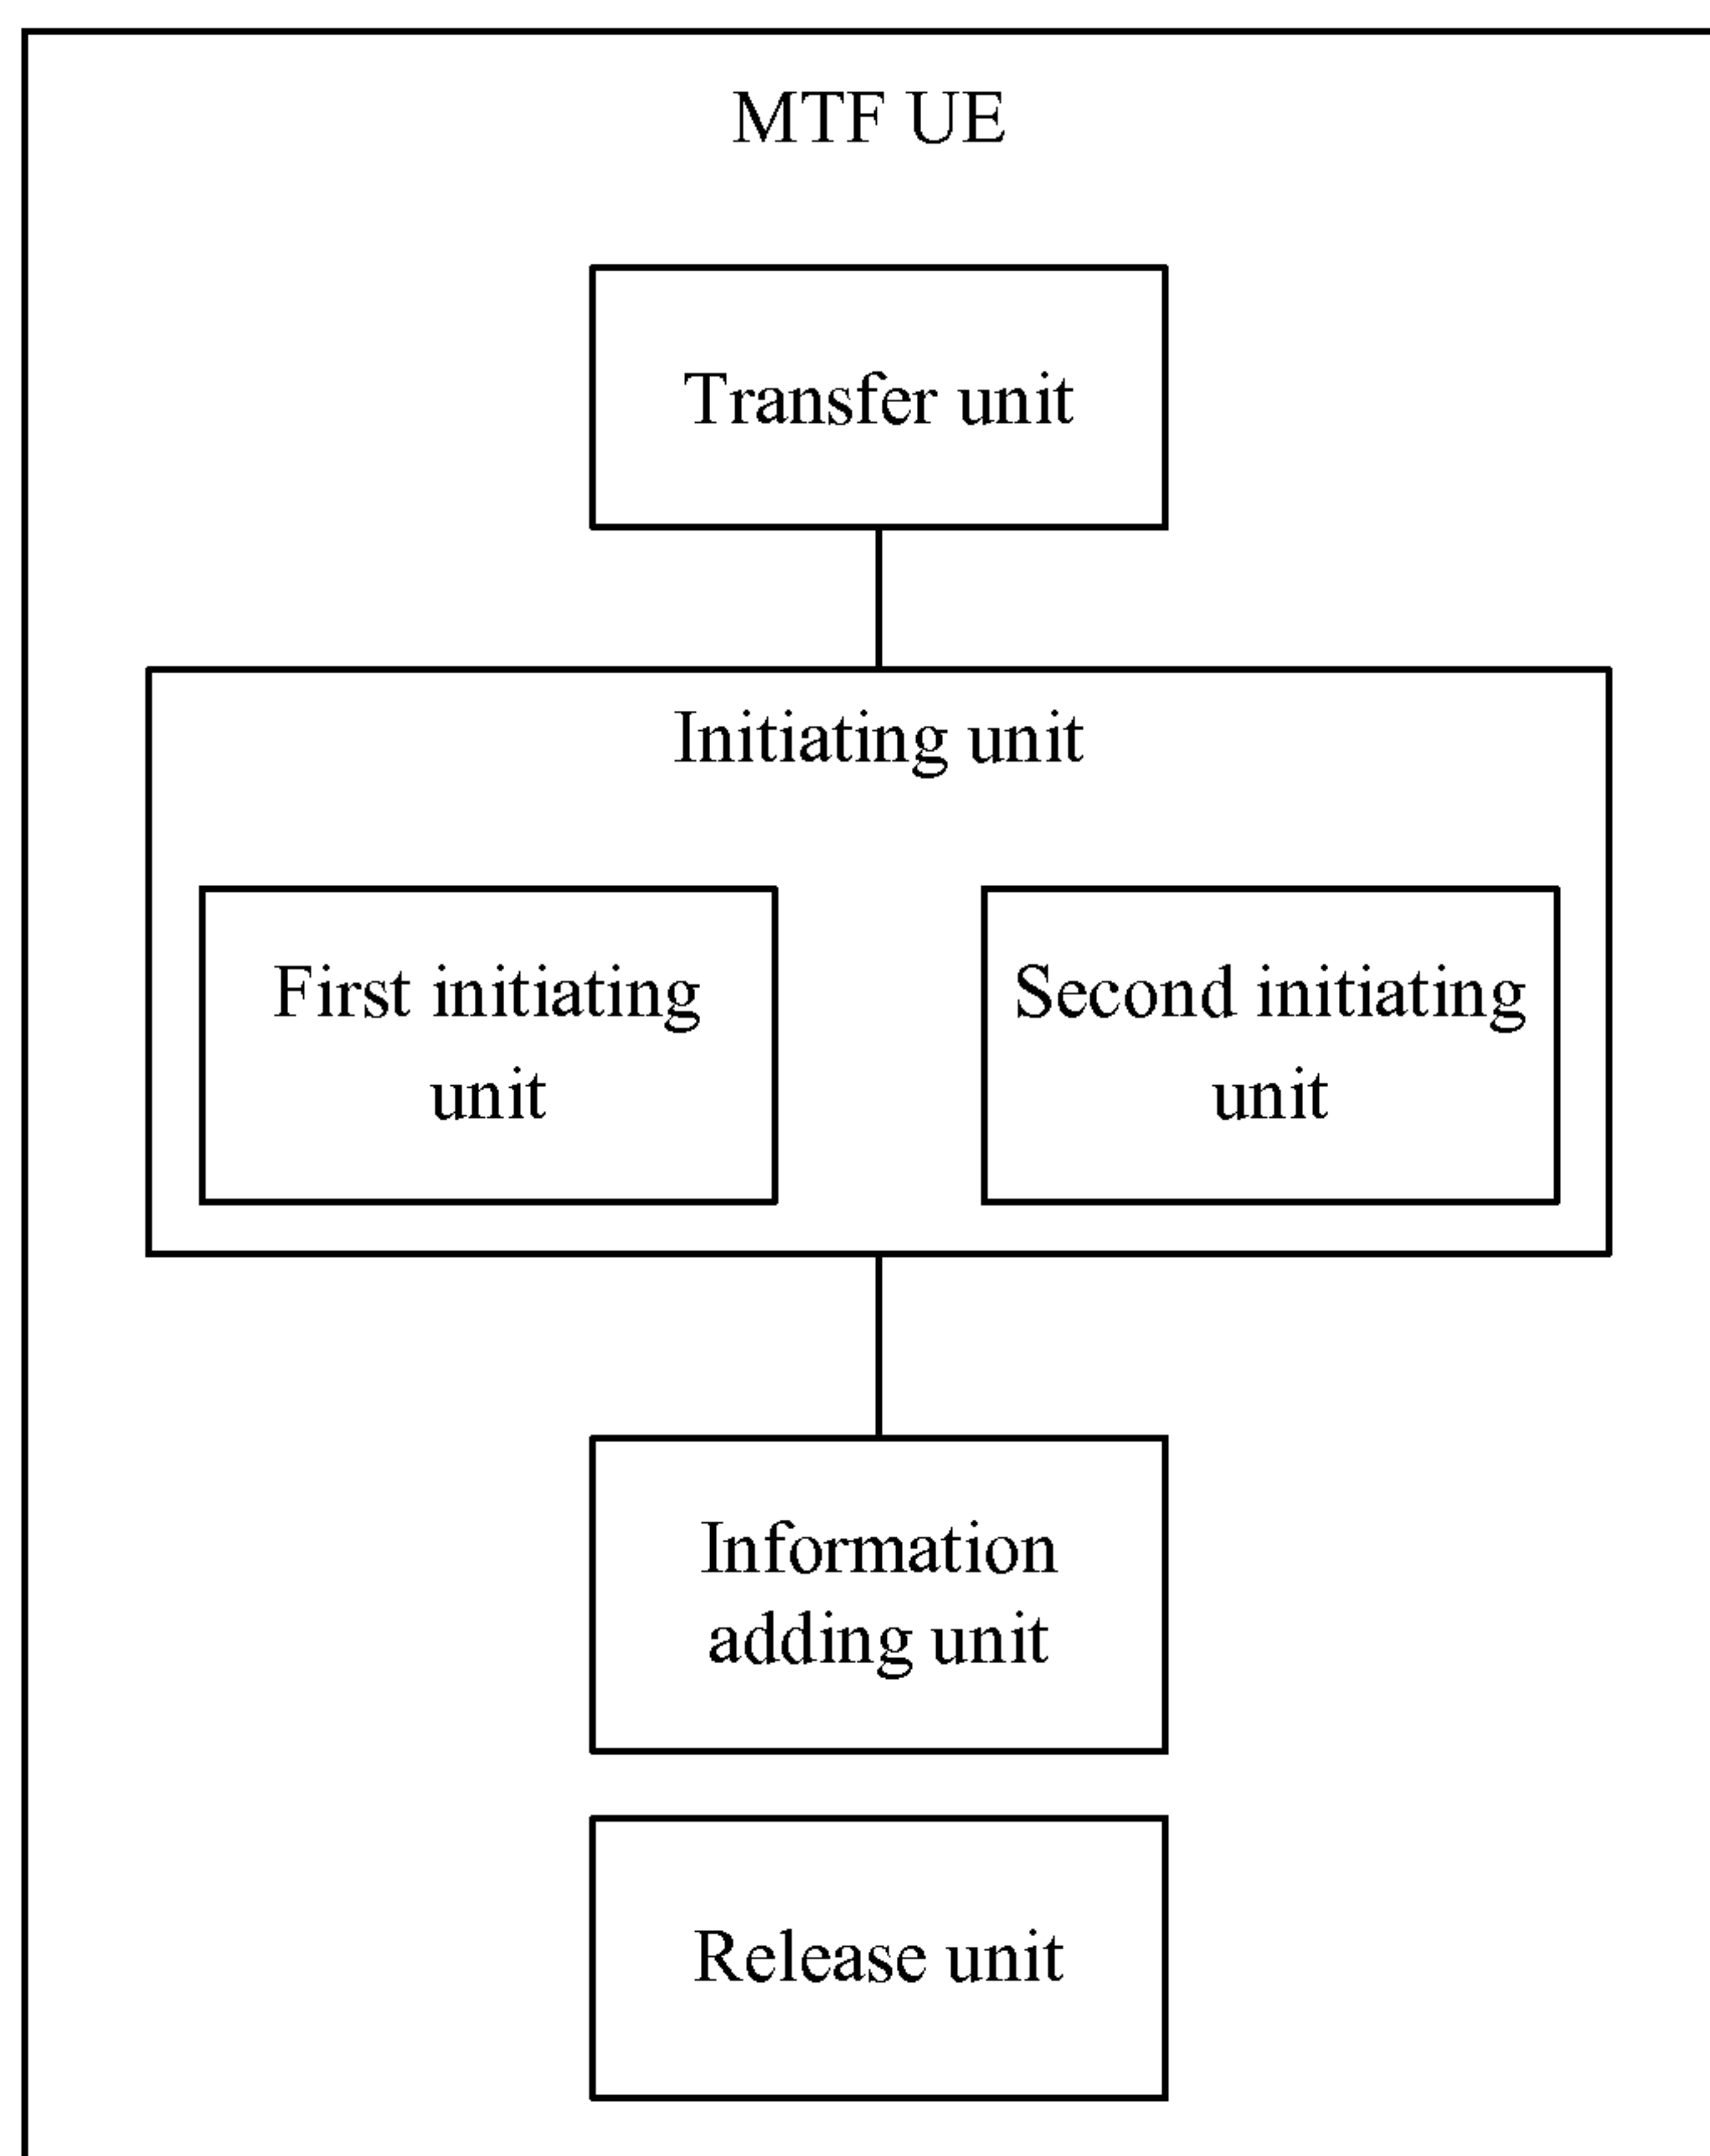 MTF UE
Transfer unit
Initiating unit
First initiating
unit
Second initiating
unit
Information
adding unit
Release unit